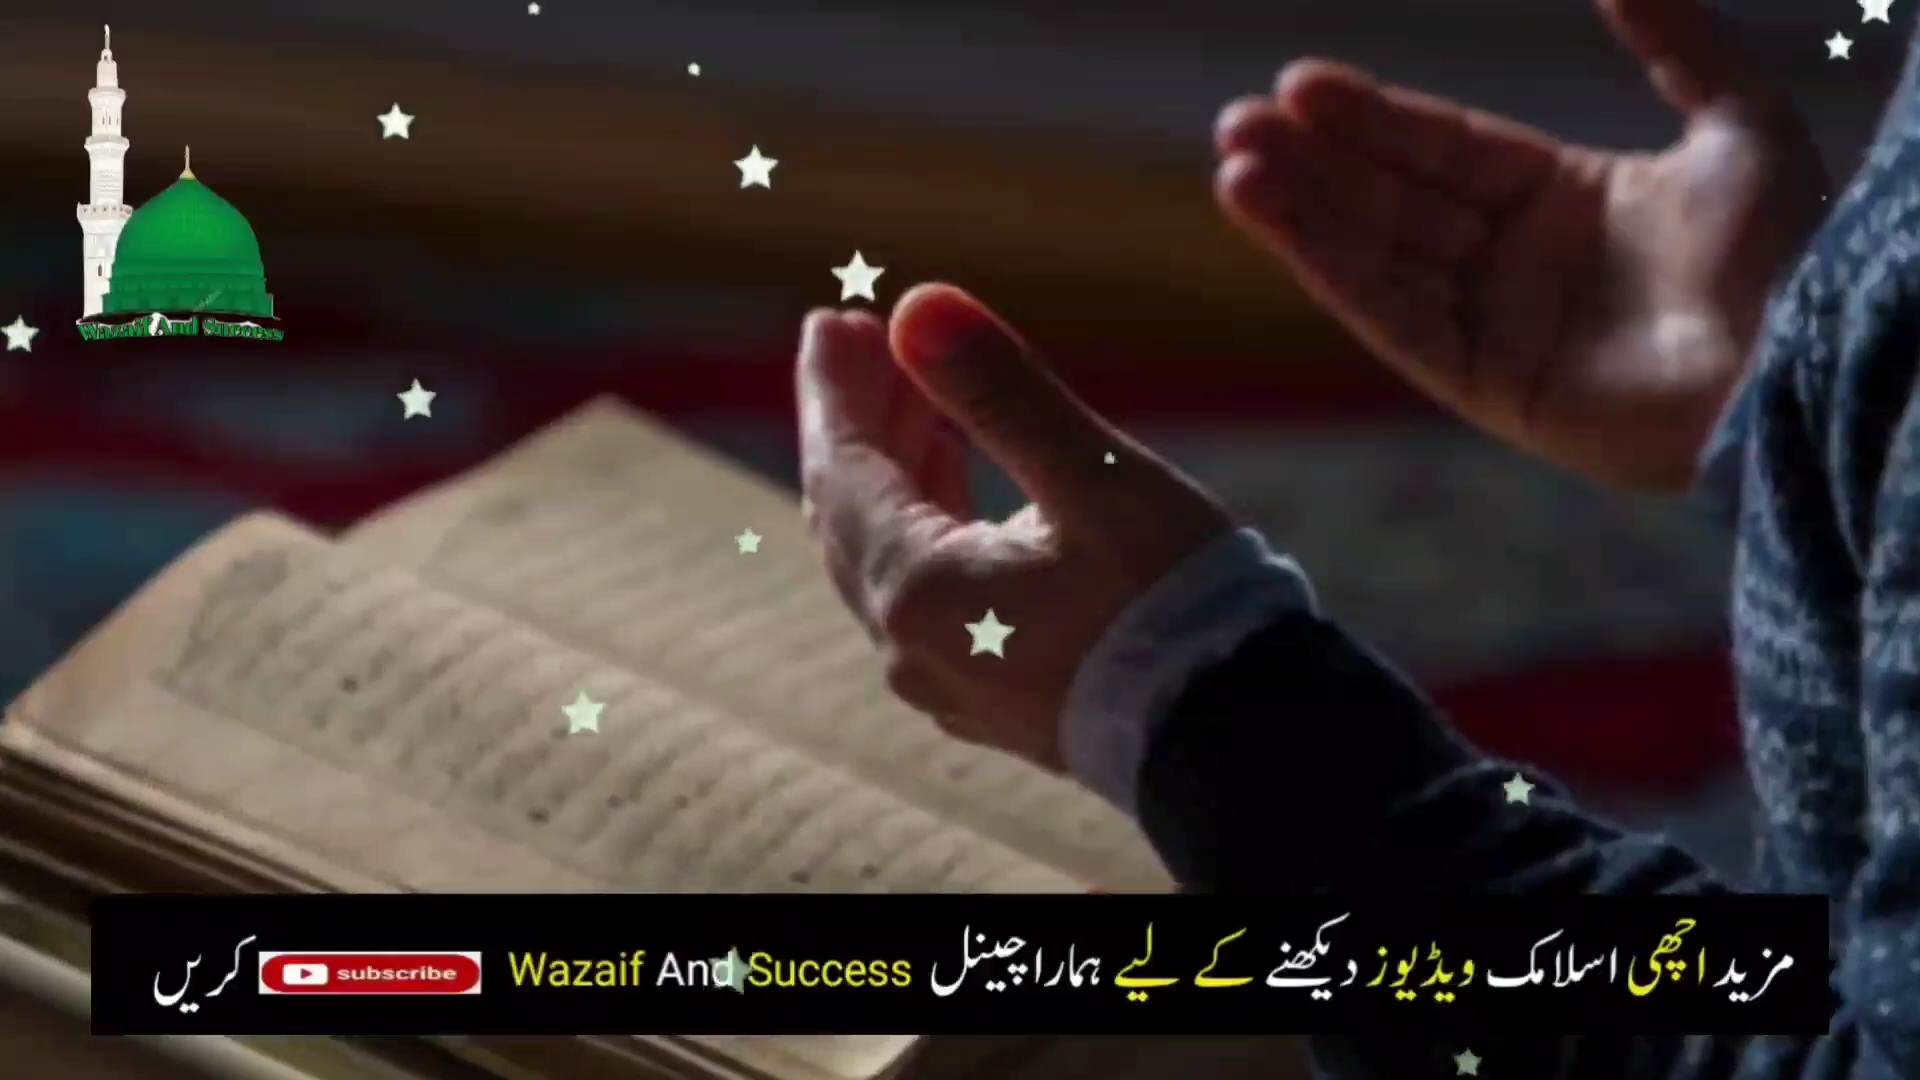 Wazaif And Success
مزید اچھی اسلامک ویڈیوز دیکھنے کے لیے ہمارا چینل Wazaif And Success subscribe کریں